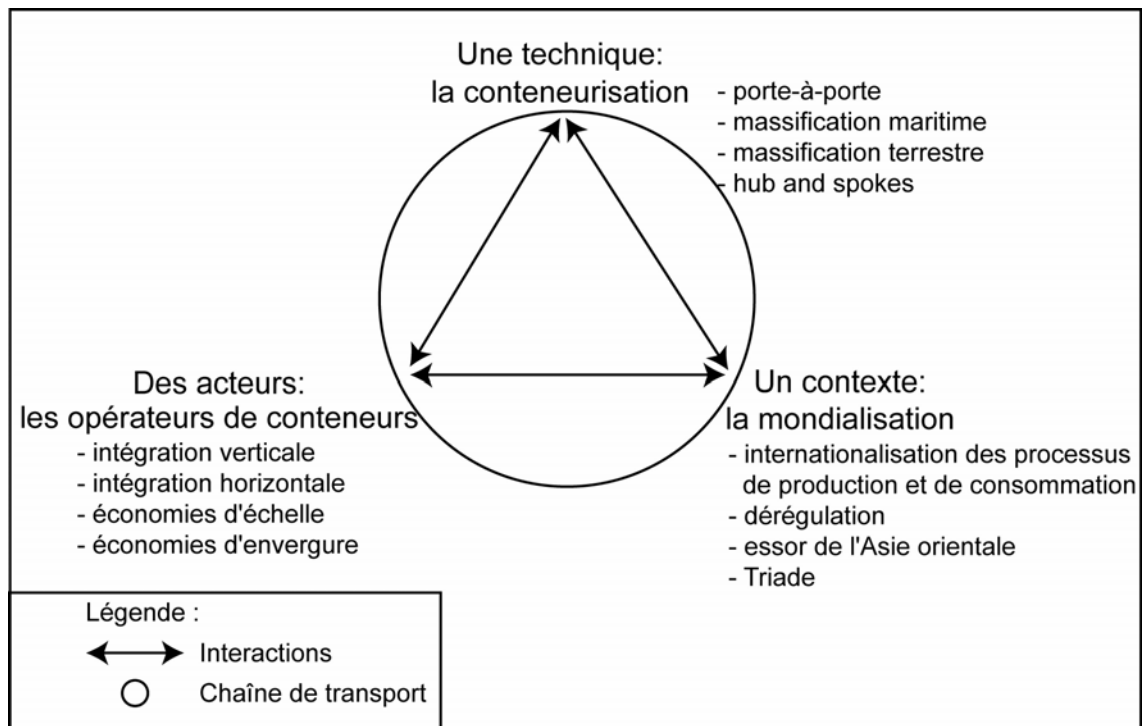 Une technique:
la conteneurisation
- porte-à-porte
- massification maritime
- massification terrestre
- hub and spokes
Des acteurs:
les opérateurs de conteneurs
- intégration verticale
- intégration horizontale
- économies d'échelle
- économies d'envergure
Un contexte:
la mondialisation
- internationalisation des processus
de production et de consommation
- dérégulation
- essor de l'Asie orientale
- Triade
Légende :
Interactions
Chaîne de transport